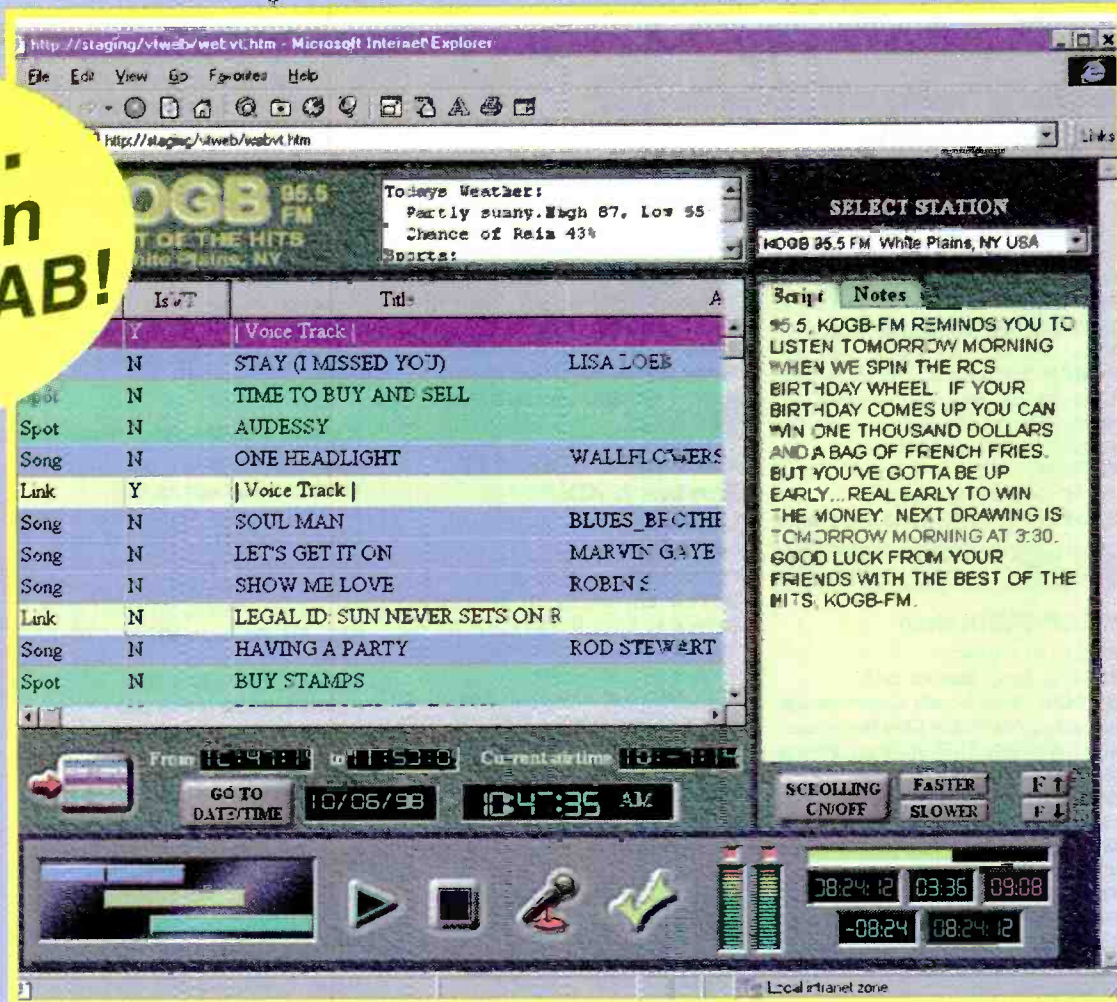 http://staging/vtweb/webvt.htm - Microsoft Internet Explorer
File Edit View Go Favorites Help
http://staging/vtweb/webvt.htm
Links
n
AB!
KOGB 95.5 FM
T OF THE HITS
White Plains, NY
Todays Weather:
Partly sunny. High 87, Low 55
Chance of Rain 43%
Sports:
SELECT STATION
KOGB 95.5 FM White Plains, NY USA
Is VT Title A
Y | Voice Track |
N STAY (I MISSED YOU) LISA LOEB
Spot N TIME TO BUY AND SELL
Spot N AUDESSY
Song N ONE HEADLIGHT WALLFLOWERS
Link Y | Voice Track |
Song N SOUL MAN BLUES_BROTHE
Song N LET'S GET IT ON MARVIN GAYE
Song N SHOW ME LOVE ROBIN S.
Link N LEGAL ID: SUN NEVER SETS ON R
Song N HAVING A PARTY ROD STEWART
Spot N BUY STAMPS
Script Notes
95.5, KOGB-FM REMINDS YOU TO
LISTEN TOMORROW MORNING
WHEN WE SPIN THE RCS
BIRTHDAY WHEEL. IF YOUR
BIRTHDAY COMES UP YOU CAN
WIN ONE THOUSAND DOLLARS
AND A BAG OF FRENCH FRIES.
BUT YOU'VE GOTTA BE UP
EARLY...REAL EARLY TO WIN
THE MONEY. NEXT DRAWING IS
TOMORROW MORNING AT 3:30.
GOOD LUCK FROM YOUR
FRIENDS WITH THE BEST OF THE
HITS, KOGB-FM.
From to Current airtime
GO TO
DATE/TIME
10/06/98 10:47:35 AM
SCROLLING
ON/OFF
FASTER
SLOWER
F ↑
F ↓
08:24:12 03:36 09:08
-08:24 08:24:12
Local intranet zone